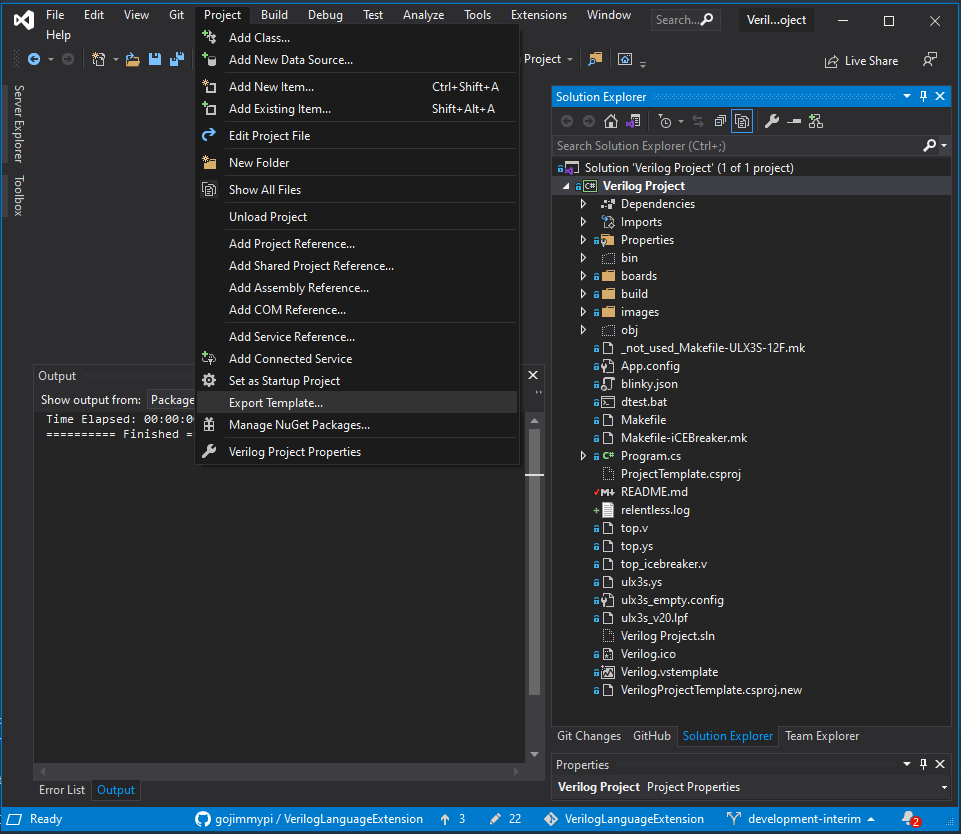 File Edit View Git Project Build Debug Test Analyze Tools Extensions Window Search... Veril...oject
Help
Project
Live Share
Server Explorer
Toolbox
Add Class...
Add New Data Source...
Add New Item... Ctrl+Shift+A
Add Existing Item... Shift+Alt+A
Edit Project File
New Folder
Show All Files
Unload Project
Add Project Reference...
Add Shared Project Reference...
Add Assembly Reference...
Add COM Reference...
Add Service Reference...
Add Connected Service
Set as Startup Project
Export Template...
Manage NuGet Packages...
Verilog Project Properties
Output
Show output from: Package
Time Elapsed: 00:00:00
========== Finished =
Error List Output
Solution Explorer
Search Solution Explorer (Ctrl+;)
Solution 'Verilog Project' (1 of 1 project)
C# Verilog Project
Dependencies
Imports
Properties
bin
boards
build
images
obj
_not_used_Makefile-ULX3S-12F.mk
App.config
blinky.json
dtest.bat
Makefile
Makefile-iCEBreaker.mk
C# Program.cs
ProjectTemplate.csproj
M README.md
relentless.log
top.v
top.ys
top_icebreaker.v
ulx3s.ys
ulx3s_empty.config
ulx3s_v20.lpf
Verilog Project.sln
Verilog.ico
Verilog.vstemplate
VerilogProjectTemplate.csproj.new
Git Changes GitHub Solution Explorer Team Explorer
Properties
Verilog Project Project Properties
Ready gojimmypi / VerilogLanguageExtension 3 22 VerilogLanguageExtension development-interim 2